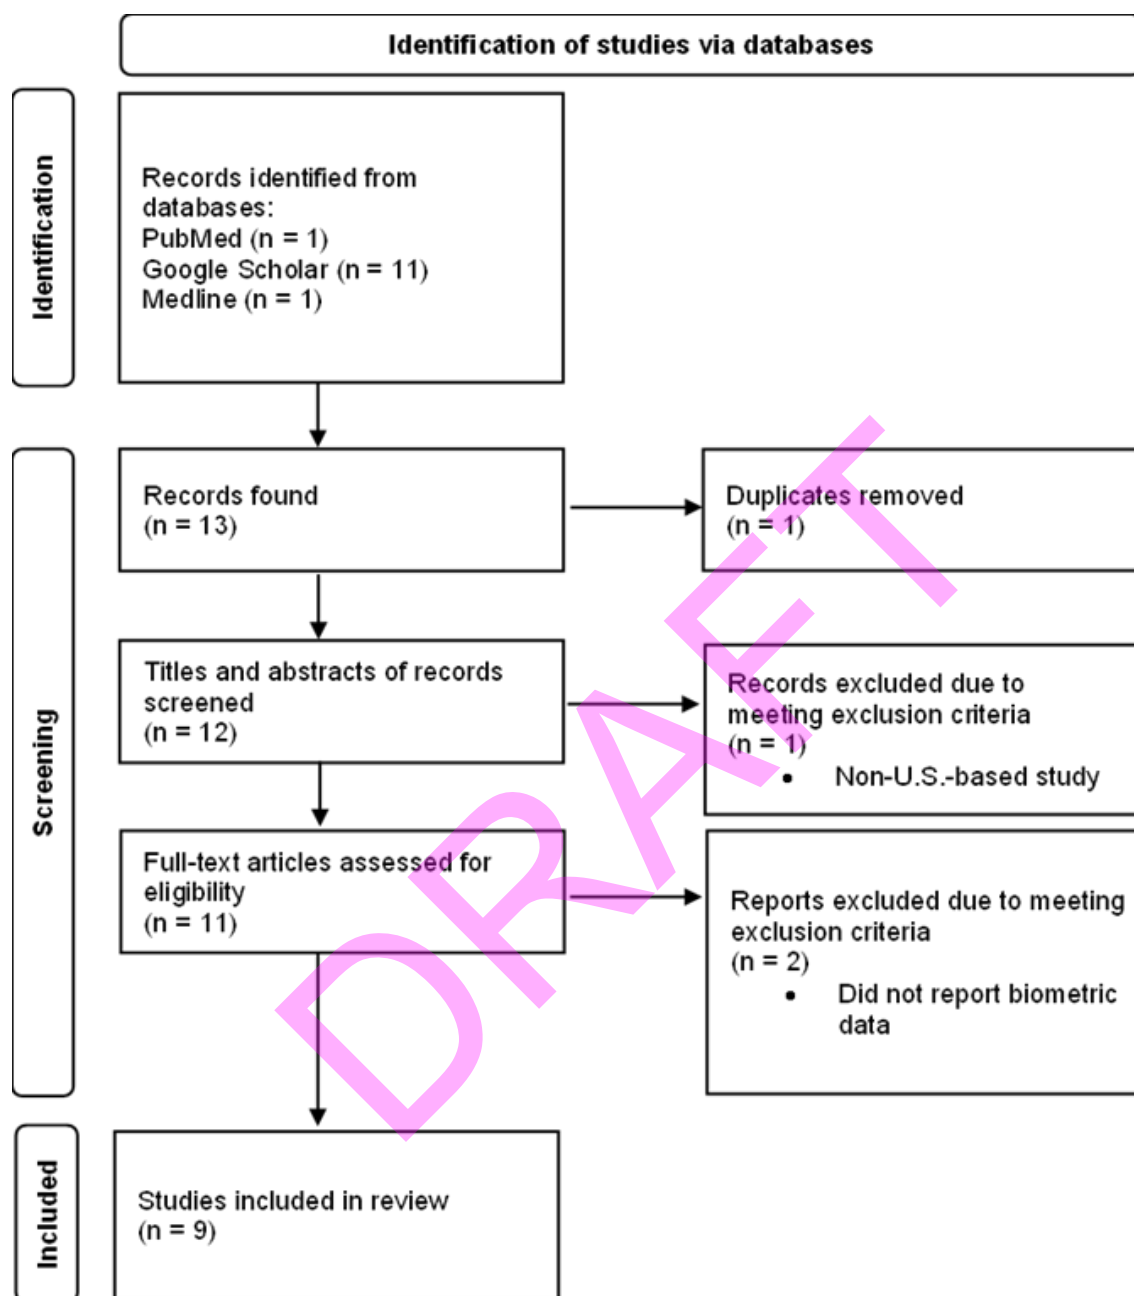 Identification of studies via databases
Identification
Records identified from
databases:
PubMed (n = 1)
Google Scholar (n = 11)
Medline (n = 1)
Screening
Records found
(n = 13)
Duplicates removed
(n = 1)
Titles and abstracts of records
screened
(n = 12)
Records excluded due to
meeting exclusion criteria
(n = 1)
• Non-U.S.-based study
Full-text articles assessed for
eligibility
(n = 11)
Reports excluded due to meeting
exclusion criteria
(n = 2)
• Did not report biometric
data
Included
Studies included in review
(n = 9)
DRAFT